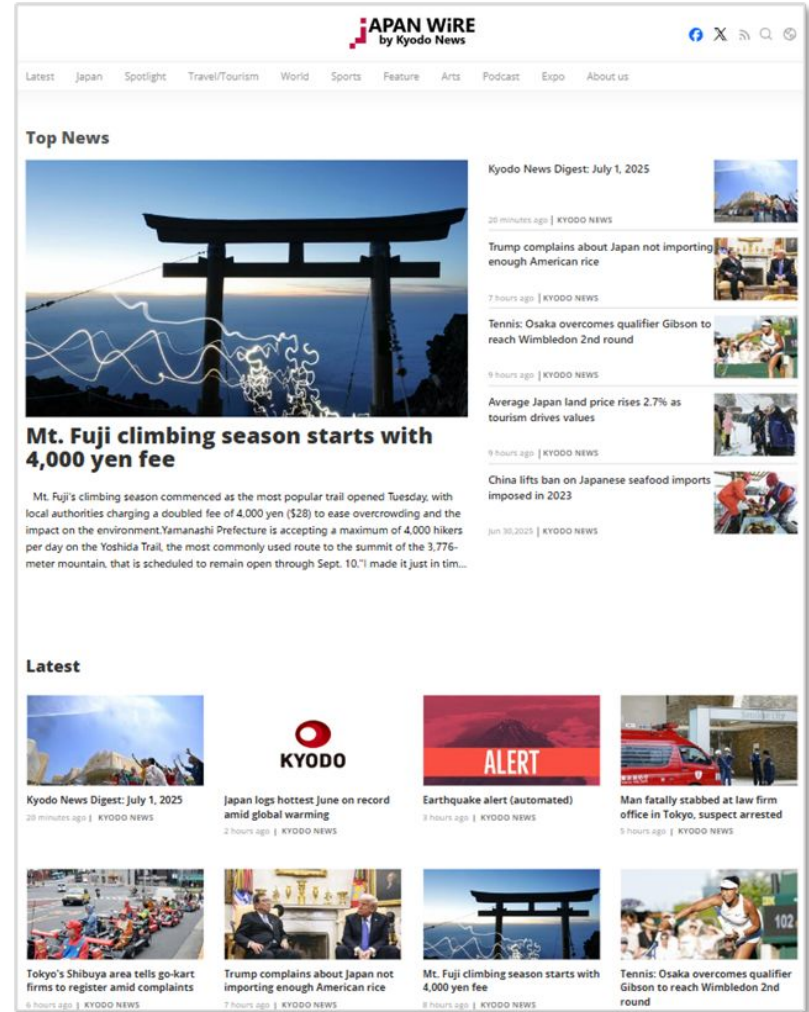 JAPAN WiRE
by Kyodo News
Latest Japan Spotlight Travel/Tourism World Sports Feature Arts Podcast Expo About us
Top News
Mt. Fuji climbing season starts with
4,000 yen fee
Mt. Fuji's climbing season commenced as the most popular trail opened Tuesday, with
local authorities charging a doubled fee of 4,000 yen ($28) to ease overcrowding and the
impact on the environment.Yamanashi Prefecture is accepting a maximum of 4,000 hikers
per day on the Yoshida Trail, the most commonly used route to the summit of the 3,776-
meter mountain, that is scheduled to remain open through Sept. 10."I made it just in tim...
Kyodo News Digest: July 1, 2025
20 minutes ago | KYODO NEWS
Trump complains about Japan not importing
enough American rice
7 hours ago | KYODO NEWS
Tennis: Osaka overcomes qualifier Gibson to
reach Wimbledon 2nd round
9 hours ago | KYODO NEWS
Average Japan land price rises 2.7% as
tourism drives values
9 hours ago | KYODO NEWS
China lifts ban on Japanese seafood imports
imposed in 2023
Jun 30,2025 | KYODO NEWS
Latest
Kyodo News Digest: July 1, 2025
20 minutes ago | KYODO NEWS
KYODO
Japan logs hottest June on record
amid global warming
2 hours ago | KYODO NEWS
ALERT
Earthquake alert (automated)
3 hours ago | KYODO NEWS
Man fatally stabbed at law firm
office in Tokyo, suspect arrested
5 hours ago | KYODO NEWS
Tokyo's Shibuya area tells go-kart
firms to register amid complaints
6 hours ago | KYODO NEWS
Trump complains about Japan not
importing enough American rice
7 hours ago | KYODO NEWS
Mt. Fuji climbing season starts with
4,000 yen fee
8 hours ago | KYODO NEWS
102
Tennis: Osaka overcomes qualifier
Gibson to reach Wimbledon 2nd
round